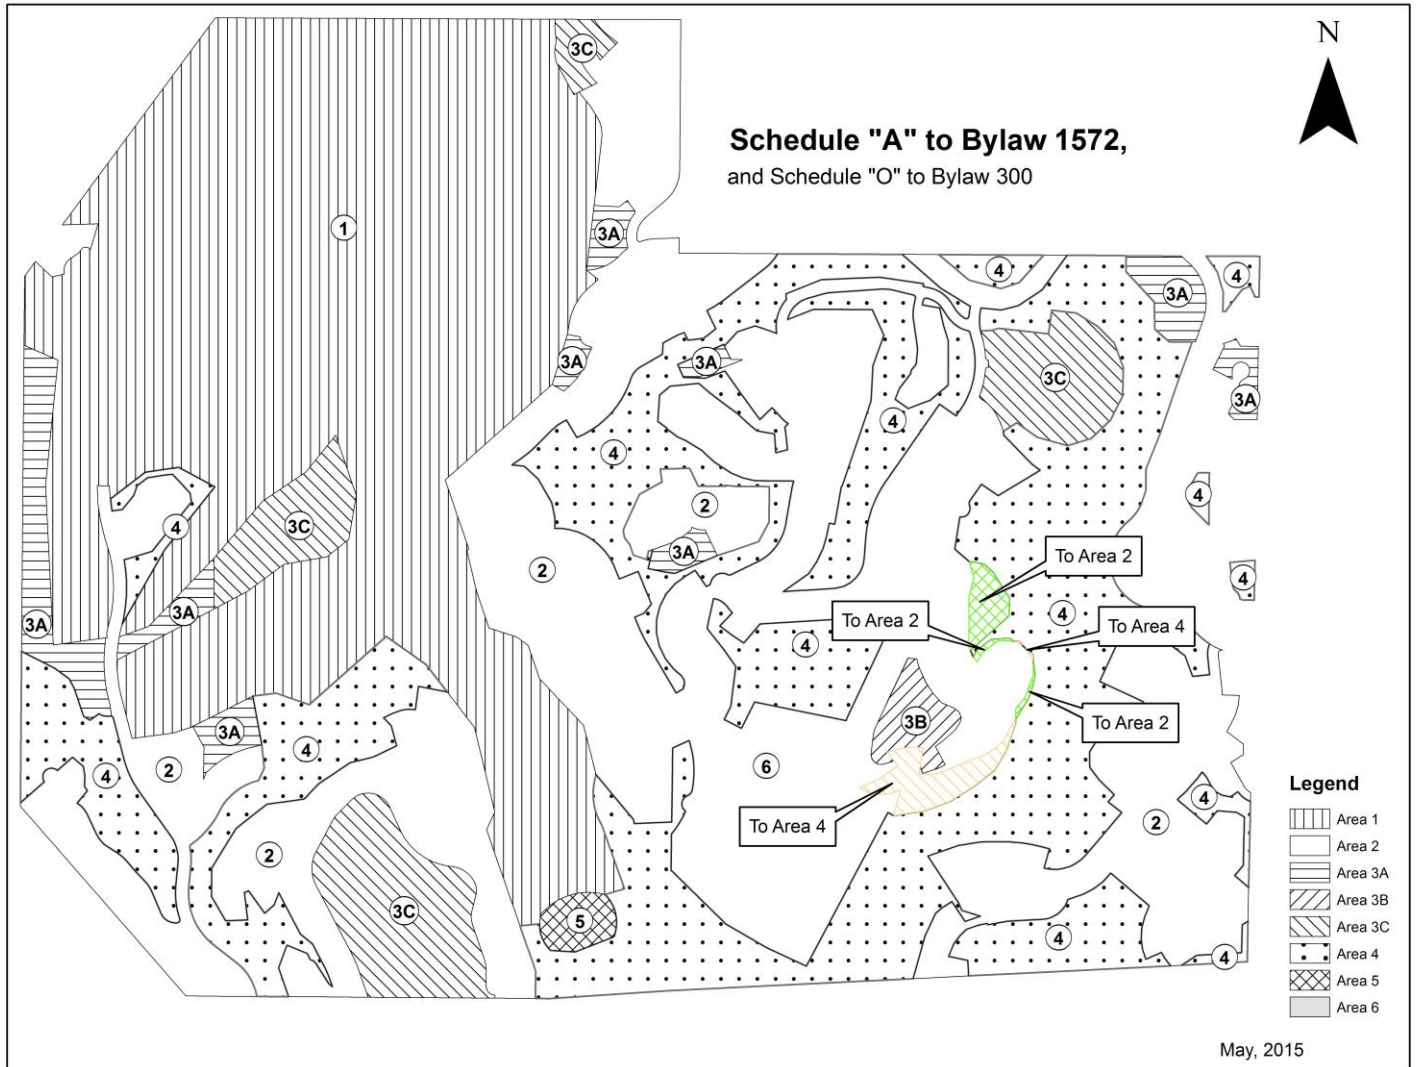 N
Schedule "A" to Bylaw 1572,
and Schedule "O" to Bylaw 300
3C
1
3A
4
4
3A
3A
3A
3C
3A
4
4
2
4
4
3C
3A
2
4
To Area 2
3A
3A
4
To Area 2
To Area 4
4
3B
To Area 2
3A
4
2
4
6
4
Legend
To Area 4
2
Area 1
2
Area 2
Area 3A
Area 3B
3C
5
Area 3C
4
Area 4
4
Area 5
Area 6
May, 2015